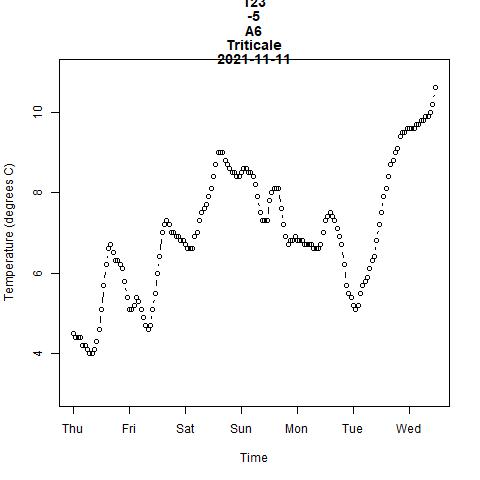 123
-5
A6
Triticale
2021-11-11
Temperature (degrees C)
10
8
6
4
Thu Fri Sat Sun Mon Tue Wed
Time